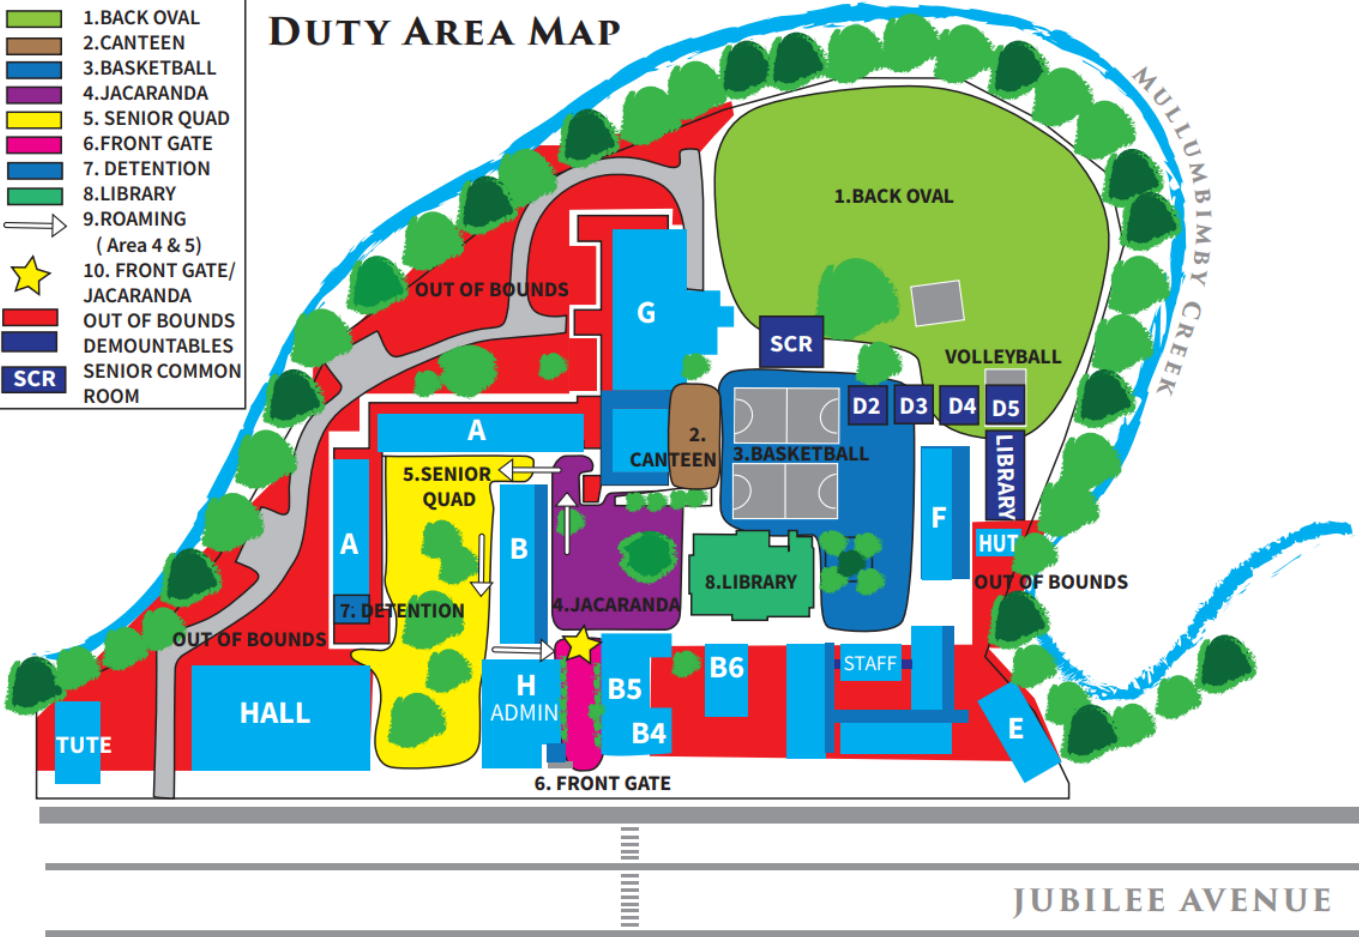 DUTY AREA MAP
1.BACK OVAL
2.CANTEEN
3.BASKETBALL
4.JACARANDA
5. SENIOR QUAD
6.FRONT GATE
7. DETENTION
8.LIBRARY
9.ROAMING
( Area 4 & 5)
10. FRONT GATE/
JACARANDA
OUT OF BOUNDS
DEMOUNTABLES
SCR
SENIOR COMMON
ROOM
MULLUMBIMBY CREEK
1.BACK OVAL
OUT OF BOUNDS
G
SCR
VOLLEYBALL
D2
D3
D4
D5
A
2.
CANTEEN
3.BASKETBALL
LIBRARY
5.SENIOR
QUAD
A
B
F
HUT
OUT OF BOUNDS
8.LIBRARY
4.JACARANDA
7. DETENTION
OUT OF BOUNDS
STAFF
B6
H
ADMIN
B5
B4
HALL
TUTE
E
6. FRONT GATE
JUBILEE AVENUE